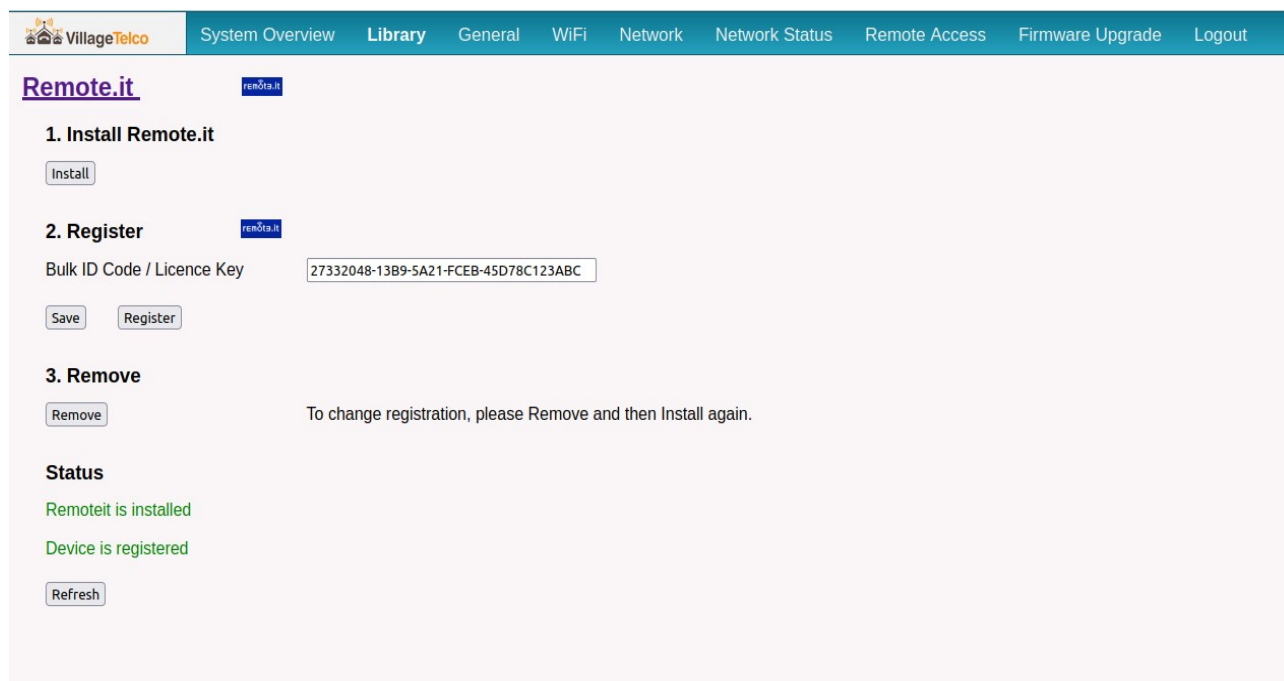 VillageTelco System Overview Library General WiFi Network Network Status Remote Access Firmware Upgrade Logout
Remote.it remote.it
1. Install Remote.it
Install
2. Register remote.it
Bulk ID Code / Licence Key 27332048-13B9-5A21-FCEB-45D78C123ABC
Save Register
3. Remove
Remove To change registration, please Remove and then Install again.
Status
Remoteit is installed
Device is registered
Refresh